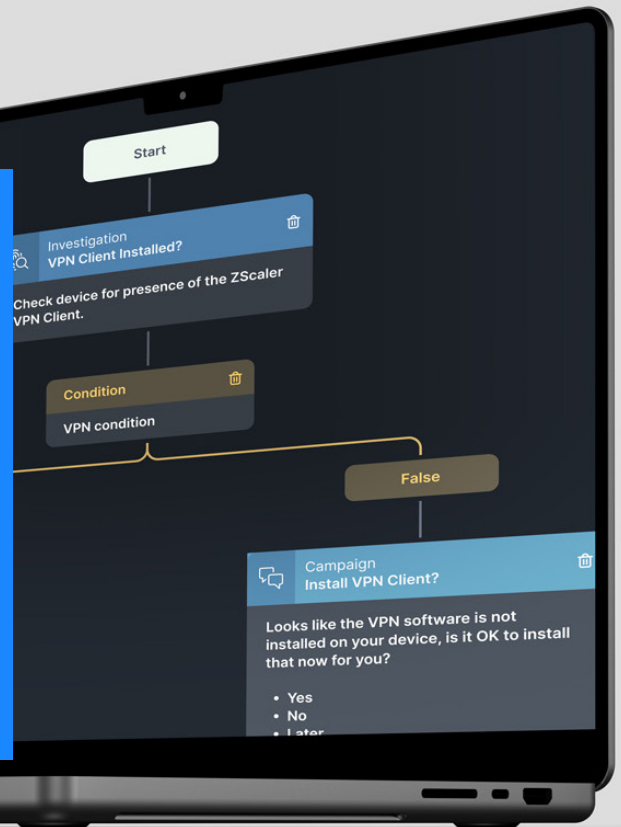 Start
Investigation
VPN Client Installed?
Check device for presence of the ZScaler
VPN Client.
Condition
VPN condition
False
Campaign
Install VPN Client?
Looks like the VPN software is not
installed on your device, is it OK to install
that now for you?
• Yes
• No
• Later